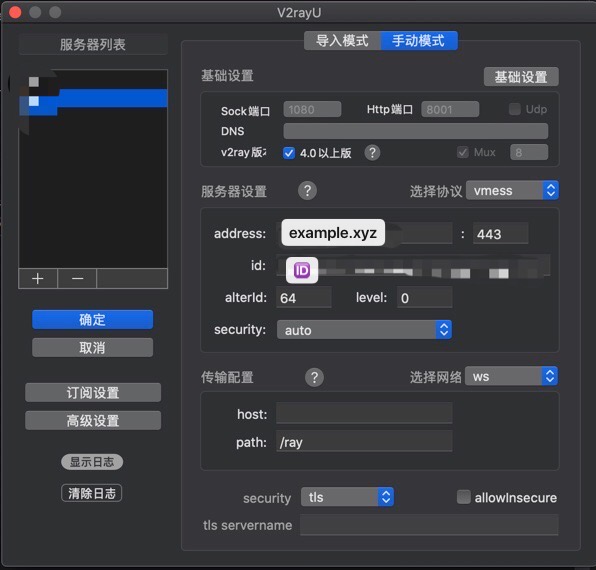 V2rayU
服务器列表
导入模式 手动模式
基础设置 基础设置
Sock端口 1080 Http端口 8001 Udp
DNS
v2ray版 4.0以上版 ? Mux 8
服务器设置 ? 选择协议 vmess
address: example.xyz : 443
id: ID
alterId: 64 level: 0
security: auto
传输配置 ? 选择网络 ws
host:
path: /ray
security tls allowInsecure
tls servername
+ −
确定
取消
订阅设置
高级设置
显示日志
清除日志